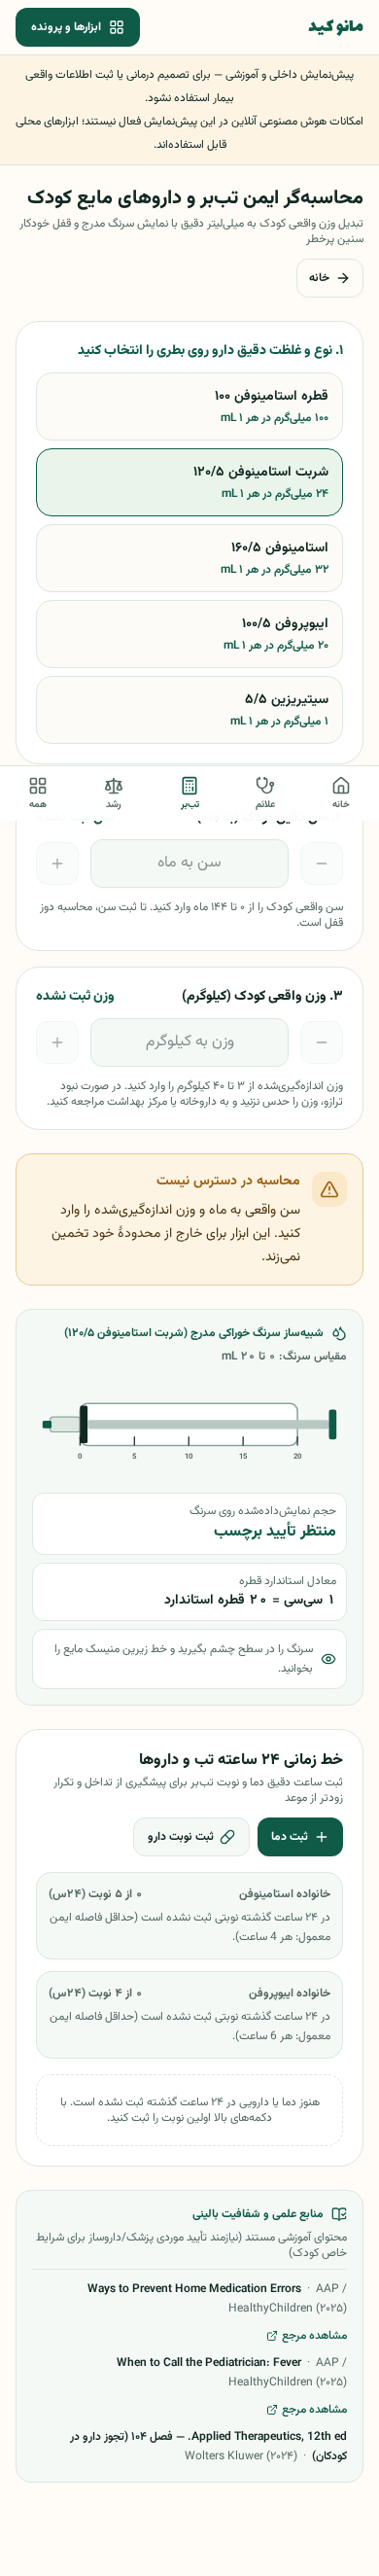 مانو کید
ابزارها و پرونده
پیش‌نمایش داخلی و آموزشی — برای تصمیم درمانی یا ثبت اطلاعات واقعی
بیمار استفاده نشود.
امکانات هوش مصنوعی آنلاین در این پیش‌نمایش فعال نیستند؛ ابزارهای محلی
قابل استفاده‌اند.
محاسبه‌گر ایمن تب‌بر و داروهای مایع کودک
تبدیل وزن واقعی کودک به میلی‌لیتر دقیق با نمایش سرنگ مدرج و قفل خودکار
سنین پرخطر
خانه
۱. نوع و غلظت دقیق دارو روی بطری را انتخاب کنید
قطره استامینوفن ۱۰۰
۱۰۰ میلی‌گرم در هر ۱ mL
شربت استامینوفن ۱۲۰/۵
۲۴ میلی‌گرم در هر ۱ mL
استامینوفن ۱۶۰/۵
۳۲ میلی‌گرم در هر ۱ mL
ایبوپروفن ۱۰۰/۵
۲۰ میلی‌گرم در هر ۱ mL
سیتیریزین ۵/۵
۱ میلی‌گرم در هر ۱ mL
خانه
علائم
تب‌بر
رشد
همه
سن به ماه
سن واقعی کودک را از ۰ تا ۱۴۴ ماه وارد کنید. تا ثبت سن، محاسبه دوز
قفل است.
۳. وزن واقعی کودک (کیلوگرم)
وزن ثبت نشده
وزن به کیلوگرم
وزن اندازه‌گیری‌شده از ۳ تا ۴۰ کیلوگرم را وارد کنید. در صورت نبود
ترازو، وزن را حدس نزنید و به داروخانه یا مرکز بهداشت مراجعه کنید.
محاسبه در دسترس نیست
سن واقعی به ماه و وزن اندازه‌گیری‌شده را وارد
کنید. این ابزار برای خارج از محدودهٔ خود تخمین
نمی‌زند.
شبیه‌ساز سرنگ خوراکی مدرج (شربت استامینوفن ۱۲۰/۵)
مقیاس سرنگ: ۰ تا ۲۰ mL
0 5 10 15 20
حجم نمایش‌داده‌شده روی سرنگ
منتظر تأیید برچسب
معادل استاندارد قطره
۱ سی‌سی = ۲۰ قطره استاندارد
سرنگ را در سطح چشم بگیرید و خط زیرین منیسک مایع را
بخوانید.
خط زمانی ۲۴ ساعته تب و داروها
ثبت ساعت دقیق دما و نوبت تب‌بر برای پیشگیری از تداخل و تکرار
زودتر از موعد
ثبت دما
ثبت نوبت دارو
خانواده استامینوفن
۰ از ۵ نوبت (۲۴س)
در ۲۴ ساعت گذشته نوبتی ثبت نشده است (حداقل فاصله ایمن
معمول: هر 4 ساعت).
خانواده ایبوپروفن
۰ از ۴ نوبت (۲۴س)
در ۲۴ ساعت گذشته نوبتی ثبت نشده است (حداقل فاصله ایمن
معمول: هر 6 ساعت).
هنوز دما یا دارویی در ۲۴ ساعت گذشته ثبت نشده است. با
دکمه‌های بالا اولین نوبت را ثبت کنید.
منابع علمی و شفافیت بالینی
محتوای آموزشی مستند (نیازمند تأیید موردی پزشک/داروساز برای شرایط
خاص کودک)
Ways to Prevent Home Medication Errors · AAP /
HealthyChildren (۲۰۲۵)
مشاهده مرجع
When to Call the Pediatrician: Fever · AAP /
HealthyChildren (۲۰۲۵)
مشاهده مرجع
Applied Therapeutics, 12th ed. — فصل ۱۰۴ (تجوز دارو در
کودکان) · Wolters Kluwer (۲۰۲۴)